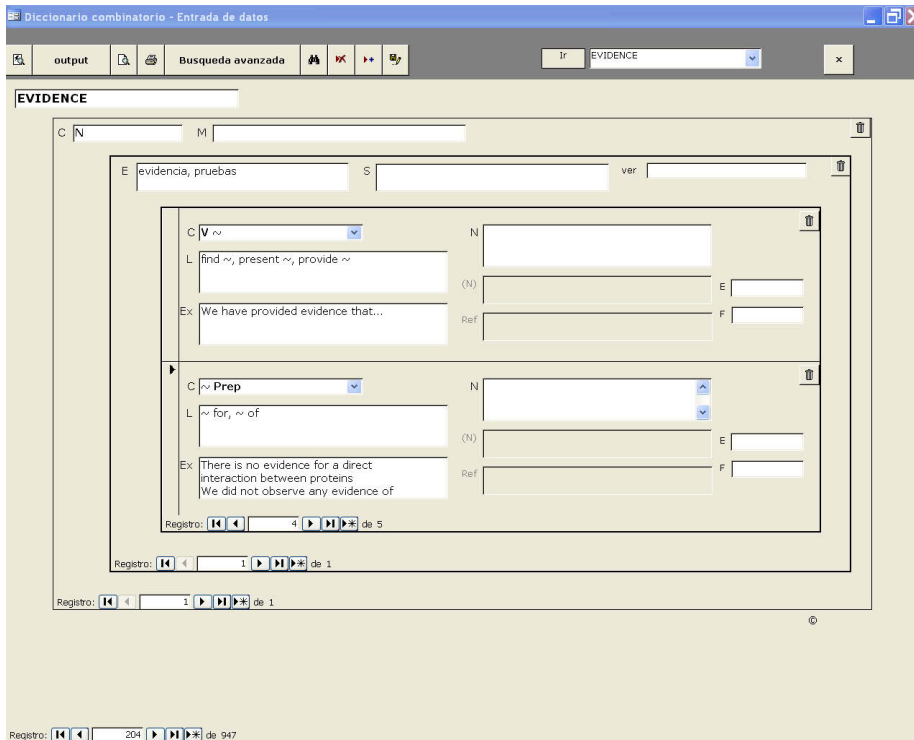 Diccionario combinatorio - Entrada de datos
output Busqueda avanzada Ir EVIDENCE ×
EVIDENCE
C N M
E evidencia, pruebas S ver
C V ~ N
L find ~, present ~, provide ~
(N) E
Ex We have provided evidence that...
Ref F
C ~ Prep N
L ~ for, ~ of
(N) E
Ex There is no evidence for a direct
interaction between proteins
We did not observe any evidence of
Ref F
Registro: 4 de 5
Registro: 1 de 1
Registro: 1 de 1
©
Registro: 204 de 947